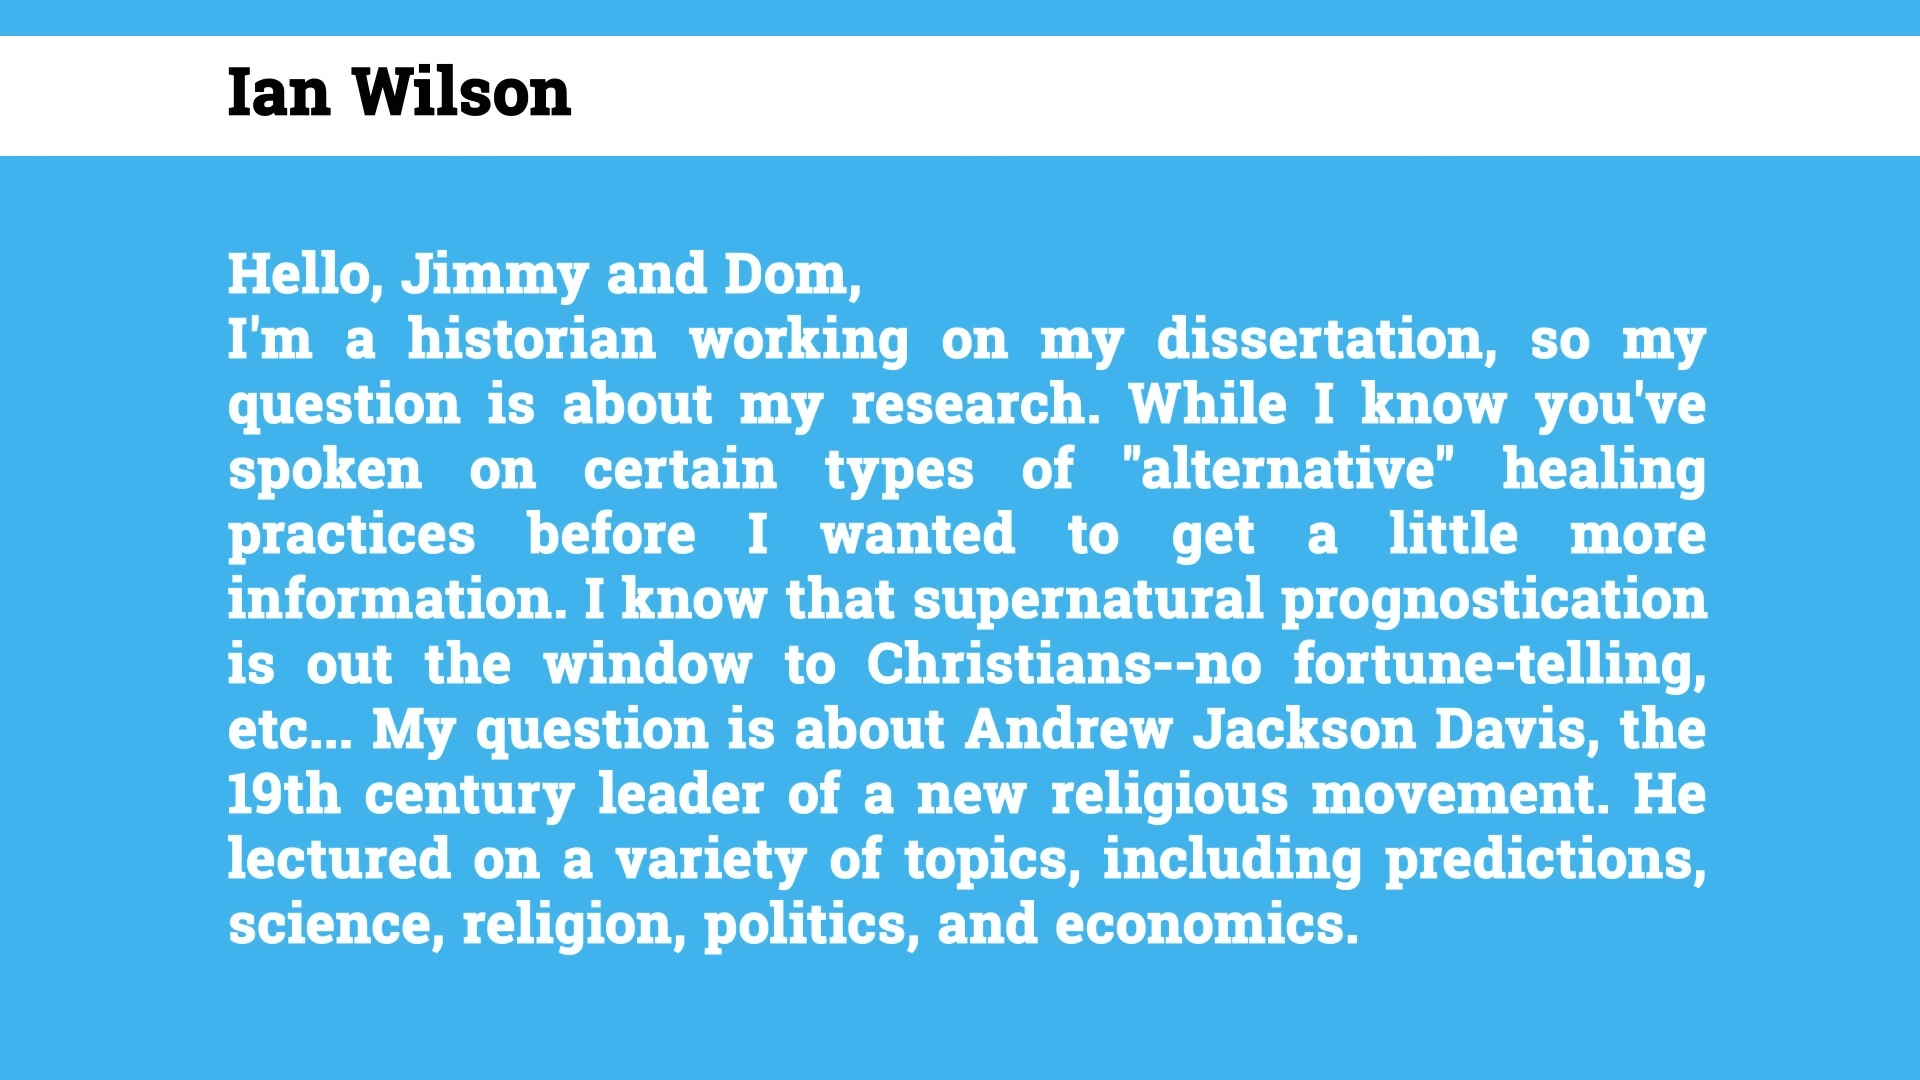 Ian Wilson
Hello, Jimmy and Dom,
I'm a historian working on my dissertation, so my
question is about my research. While I know you've
spoken on certain types of "alternative" healing
practices before I wanted to get a little more
information. I know that supernatural prognostication
is out the window to Christians--no fortune-telling,
etc... My question is about Andrew Jackson Davis, the
19th century leader of a new religious movement. He
lectured on a variety of topics, including predictions,
science, religion, politics, and economics.